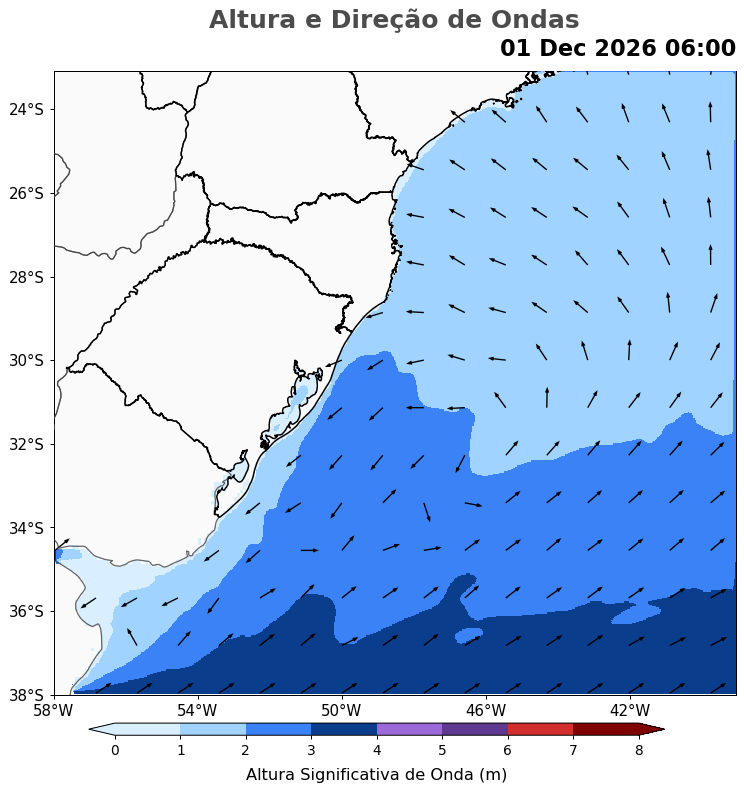 Altura e Direção de Ondas
01 Dec 2026 06:00
24°S
26°S
28°S
30°S
32°S
34°S
36°S
38°S
58°W 54°W 50°W 46°W 42°W
0 1 2 3 4 5 6 7 8
Altura Significativa de Onda (m)